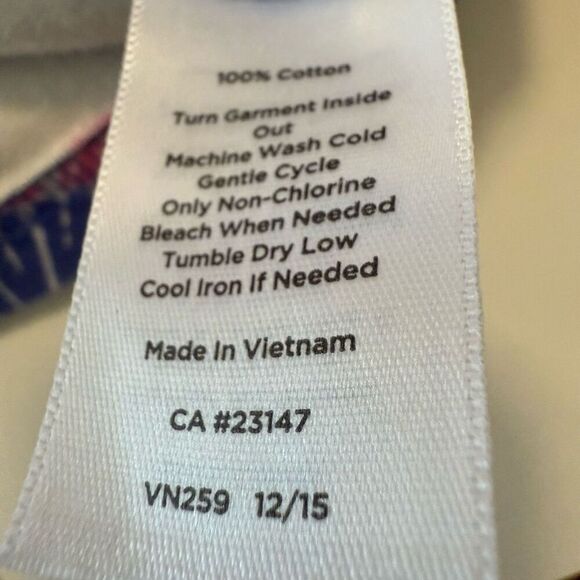 100% Cotton
Turn Garment Inside
Out
Machine Wash Cold
Gentle Cycle
Only Non-Chlorine
Bleach When Needed
Tumble Dry Low
Cool Iron If Needed
Made In Vietnam
CA #23147
VN259 12/15